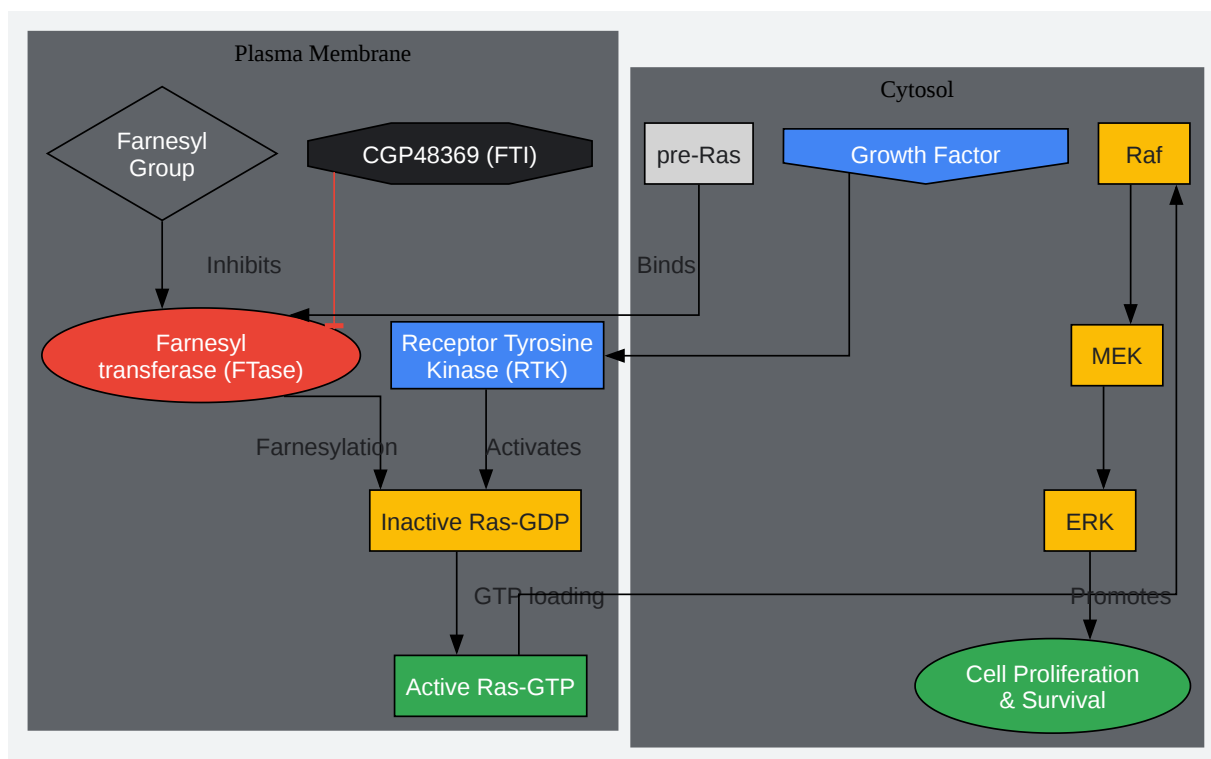 Plasma Membrane
Cytosol
Farnesyl
Group
CGP48369 (FTI)
pre-Ras
Growth Factor
Raf
Inhibits
Binds
Farnesyl
transferase (FTase)
Receptor Tyrosine
Kinase (RTK)
MEK
Farnesylation
Activates
Inactive Ras-GDP
ERK
GTP loading
Promotes
Active Ras-GTP
Cell Proliferation
& Survival